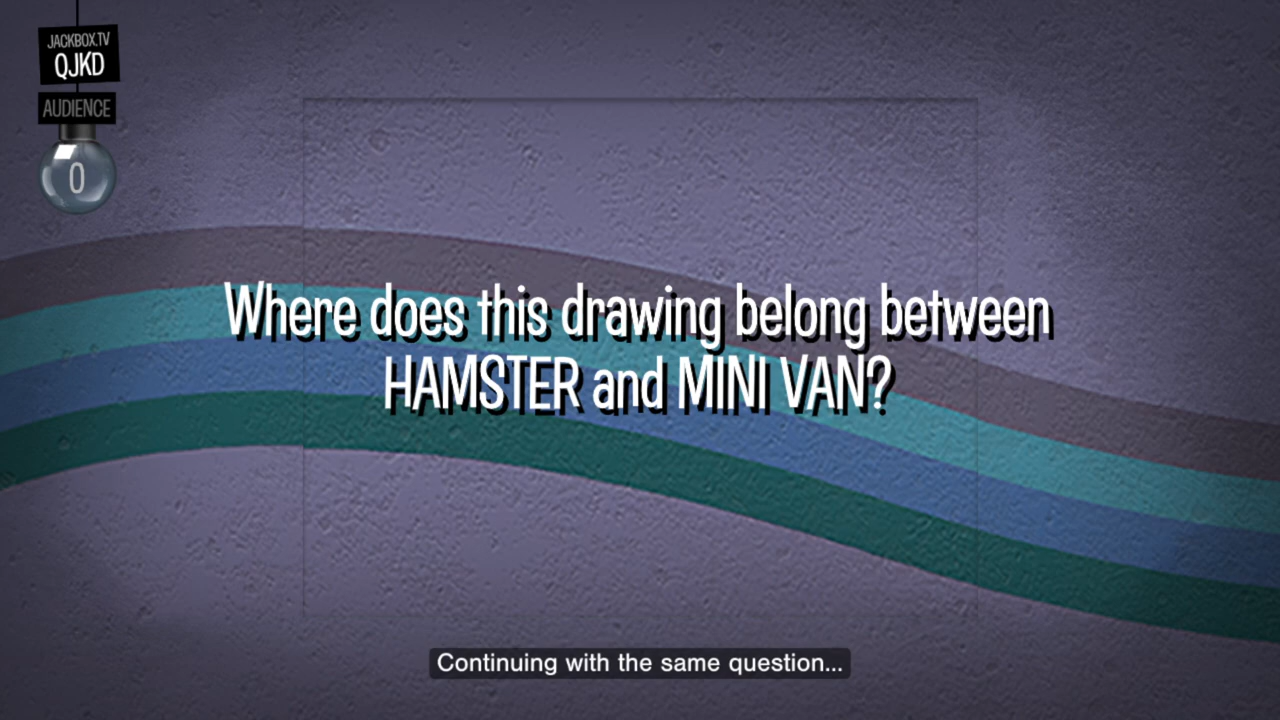 JACKBOX.TV
QJKD
AUDIENCE
0
Where does this drawing belong between
HAMSTER and MINI VAN?
Continuing with the same question...